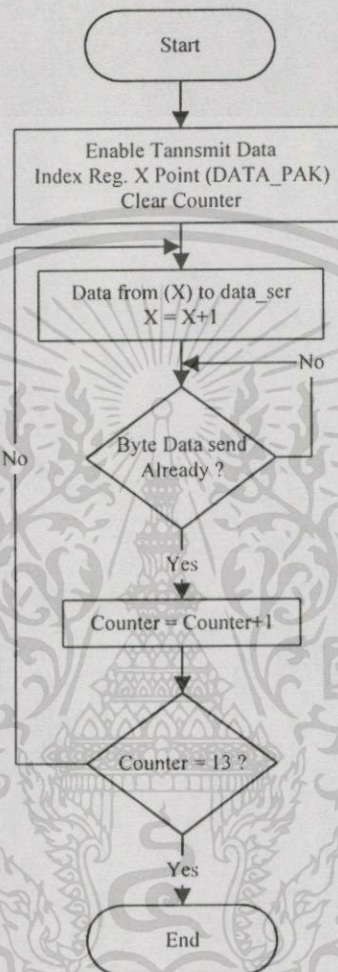 Start
Enable Tannsmit Data
Index Reg. X Point (DATA_PAK)
Clear Counter
Data from (X) to data_ser
X = X+1
No
Byte Data send
Already ?
No
Yes
Counter = Counter+1
Counter = 13 ?
Yes
End